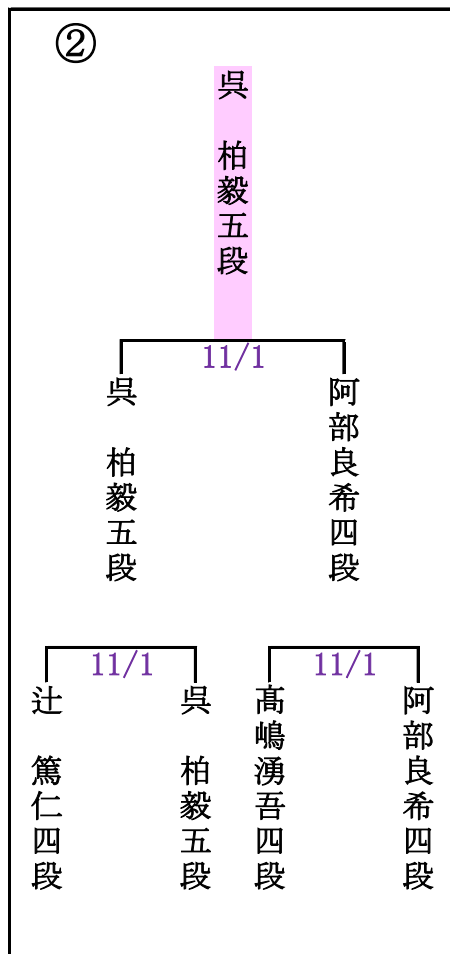 ②
呉 柏毅五段
11/1
呉 柏毅五段
阿部良希四段
11/1
11/1
辻 篤仁四段
呉 柏毅五段
髙嶋湧吾四段
阿部良希四段